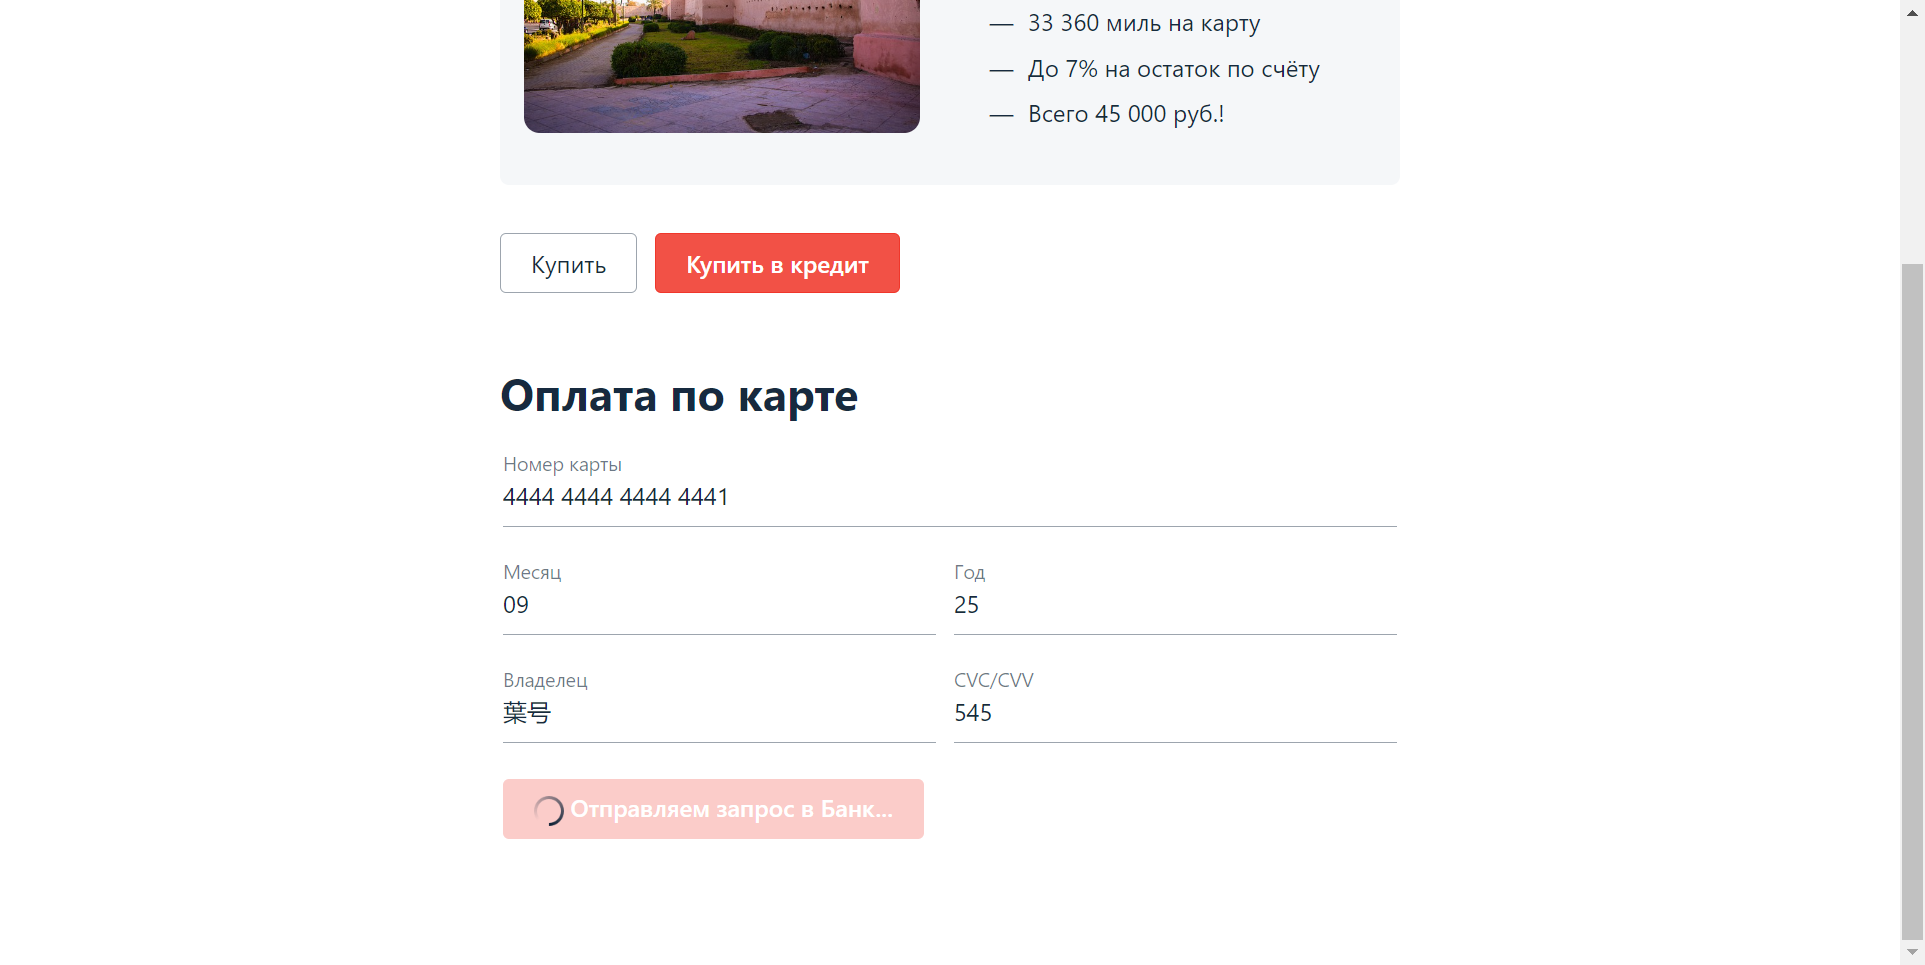 — 33 360 миль на карту
— До 7% на остаток по счёту
— Всего 45 000 руб.!
Купить
Купить в кредит
Оплата по карте
Номер карты
4444 4444 4444 4441
Месяц
Год
09
25
Владелец
CVC/CVV
葉号
545
Отправляем запрос в Банк...